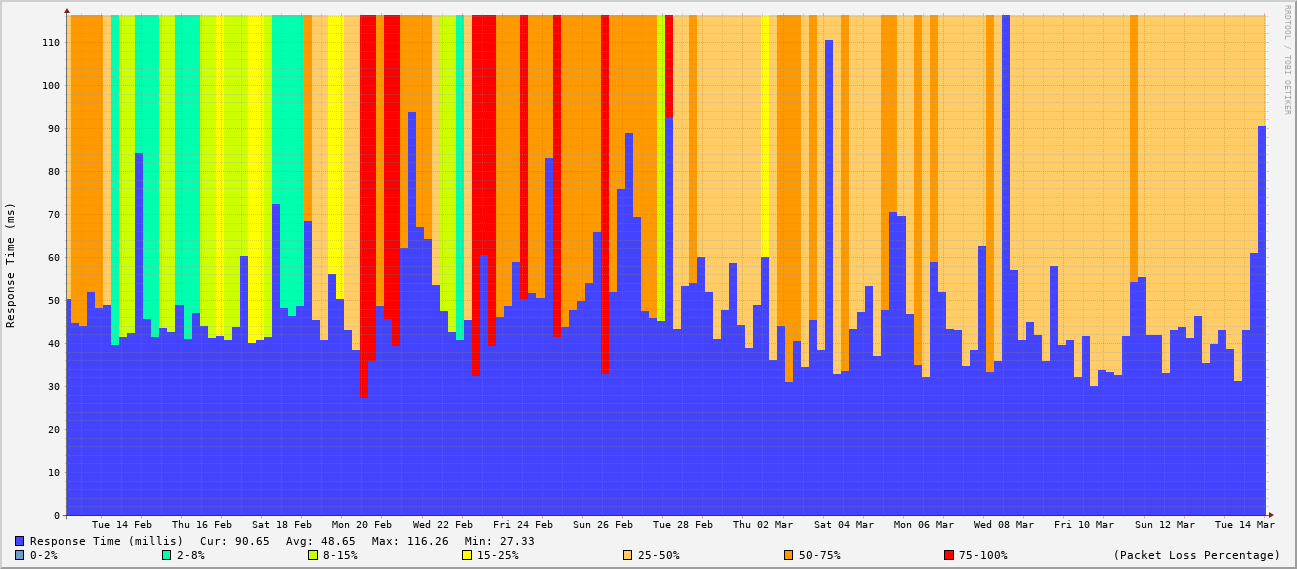 RRDTOOL / TOBI OETIKER
Response Time (ms)
110
100
90
80
70
60
50
40
30
20
10
0
Tue 14 Feb Thu 16 Feb Sat 18 Feb Mon 20 Feb Wed 22 Feb Fri 24 Feb Sun 26 Feb Tue 28 Feb Thu 02 Mar Sat 04 Mar Mon 06 Mar Wed 08 Mar Fri 10 Mar Sun 12 Mar Tue 14 Mar
Response Time (millis) Cur: 90.65 Avg: 48.65 Max: 116.26 Min: 27.33
0-2% 2-8% 8-15% 15-25% 25-50% 50-75% 75-100% (Packet Loss Percentage)